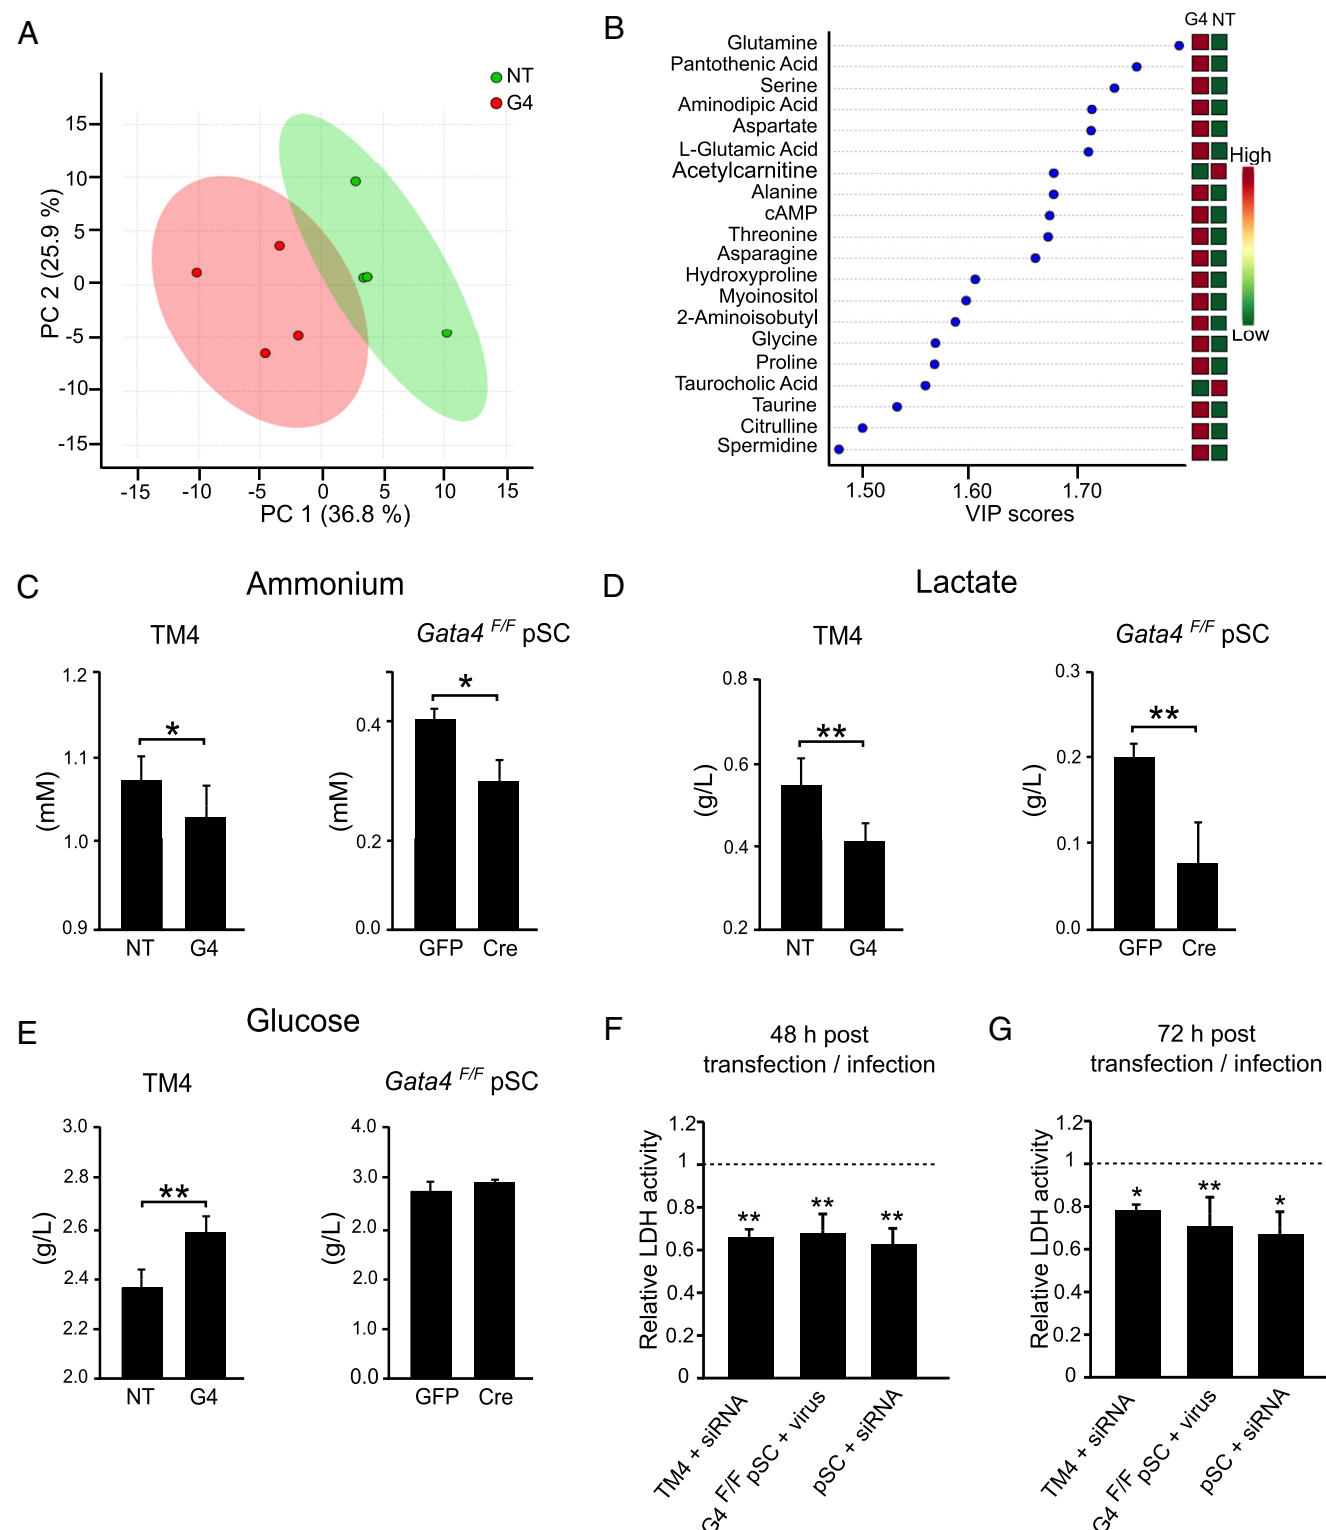 A
NT
G4
15
10
5
0
-5
-10
-15
PC 2 (25.9 %)
-15
-10
-5
0
5
10
15
PC 1 (36.8 %)
B
G4 NT
Glutamine
Pantothenic Acid
Serine
Aminodipic Acid
Aspartate
L-Glutamic Acid
Acetylcarnitine
Alanine
cAMP
Threonine
Asparagine
Hydroxyproline
Myoinositol
2-Aminoisobutyl
Glycine
Proline
Taurocholic Acid
Taurine
Citrulline
Spermidine
High
Low
1.50
1.60
1.70
VIP scores
C
Ammonium
TM4
1.2
1.1
1.0
0.9
(mM)
*
NT
G4
Gata4 F/F pSC
0.4
0.2
0.0
(mM)
*
GFP
Cre
D
Lactate
TM4
0.8
0.6
0.4
0.2
(g/L)
**
NT
G4
Gata4 F/F pSC
0.3
0.2
0.1
0.0
(g/L)
**
GFP
Cre
E
Glucose
TM4
3.0
2.8
2.6
2.4
2.2
2.0
(g/L)
**
NT
G4
Gata4 F/F pSC
4.0
3.0
2.0
2.0
1.0
0.0
(g/L)
GFP
Cre
F
48 h post
transfection / infection
1.2
1
0.8
0.6
0.4
0.2
0
Relative LDH activity
**
**
**
TM4 + siRNA
G4 F/F pSC + virus
pSC + siRNA
G
72 h post
transfection / infection
1.2
1
0.8
0.6
0.4
0.2
0
Relative LDH activity
*
**
*
TM4 + siRNA
G4 F/F pSC + virus
pSC + siRNA